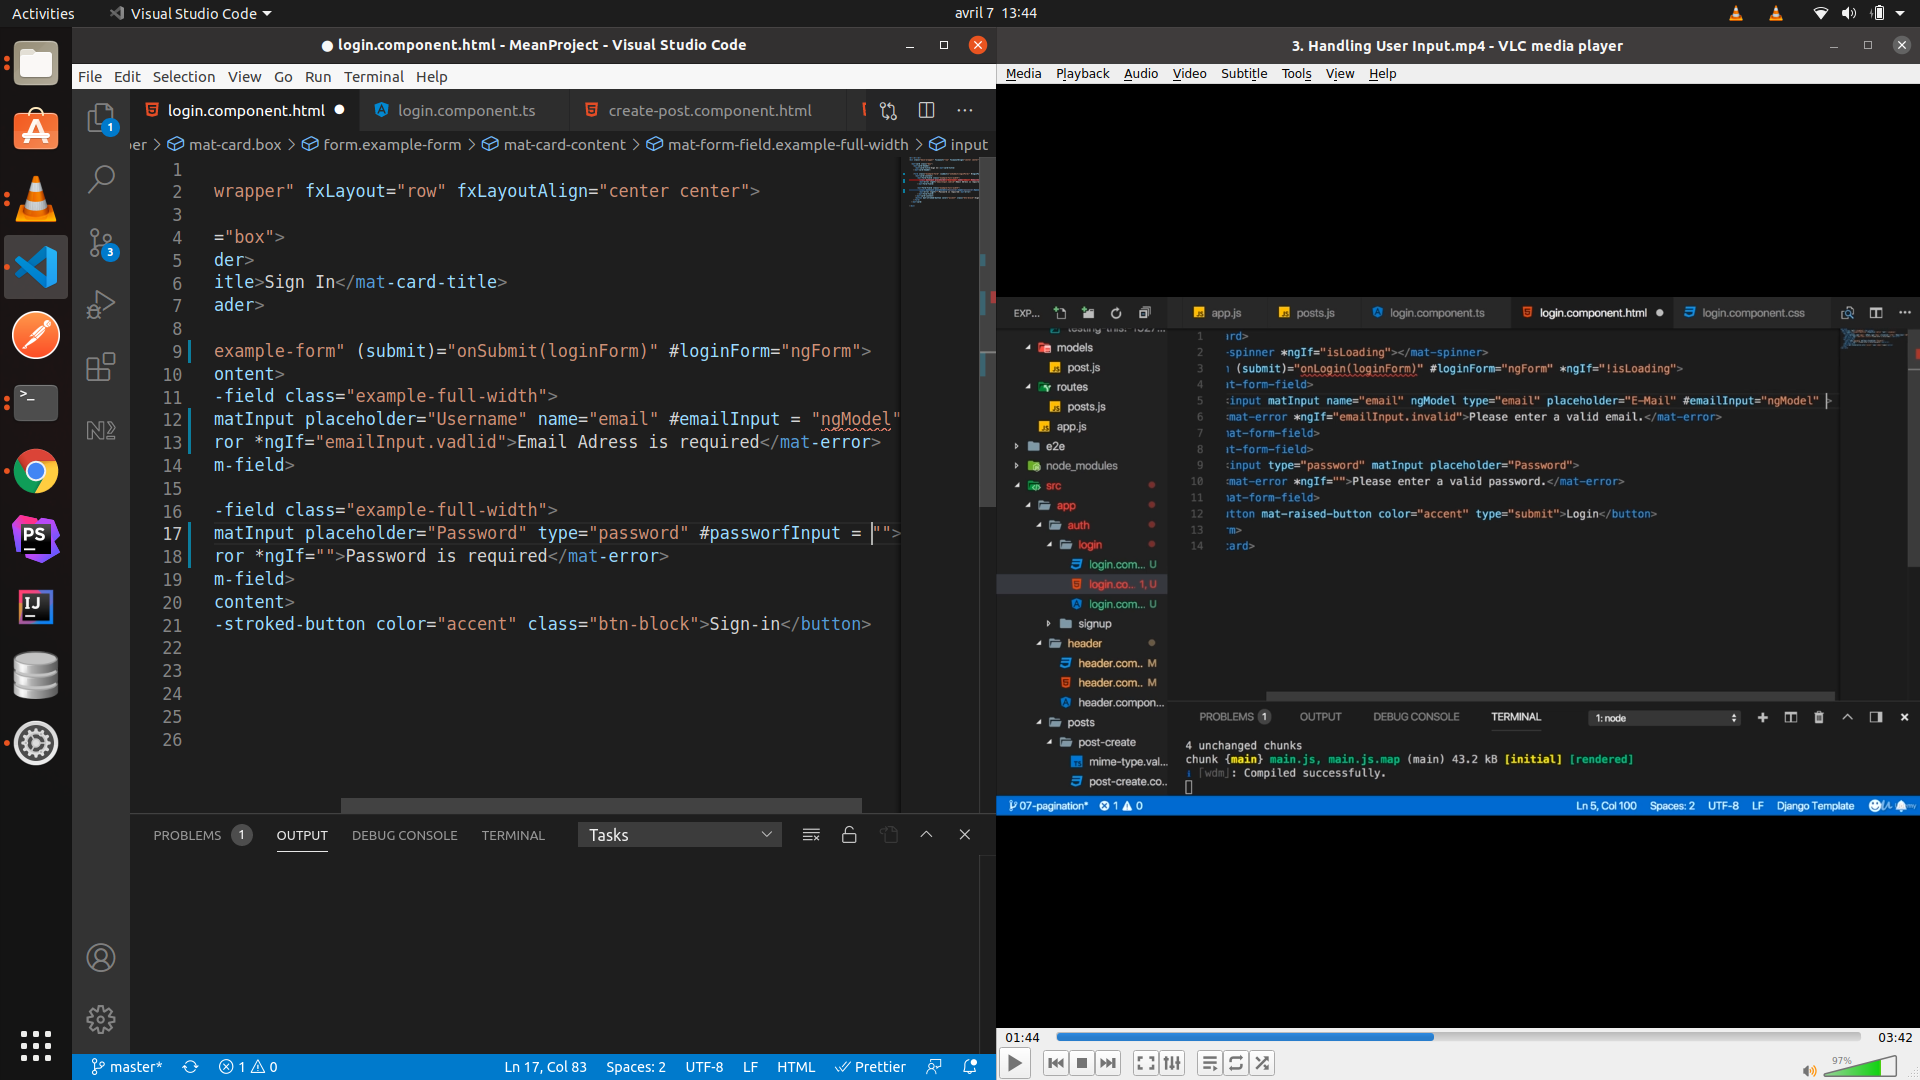 Activities
Visual Studio Code
avril 7 13:44
● login.component.html - MeanProject - Visual Studio Code
File Edit Selection View Go Run Terminal Help
login.component.html
login.component.ts
create-post.component.html
er > mat-card.box > form.example-form > mat-card-content > mat-form-field.example-full-width > input
1
2 wrapper" fxLayout="row" fxLayoutAlign="center center">
3
4 ="box">
5 der>
6 itle>Sign In</mat-card-title>
7 ader>
8
9 example-form" (submit)="onSubmit(loginForm)" #loginForm="ngForm">
10 ontent>
11 -field class="example-full-width">
12 matInput placeholder="Username" name="email" #emailInput = "ngModel"
13 ror *ngIf="emailInput.vadlid">Email Adress is required</mat-error>
14 m-field>
15
16 -field class="example-full-width">
17 matInput placeholder="Password" type="password" #passworfInput = "">
18 ror *ngIf="">Password is required</mat-error>
19 m-field>
20 content>
21 -stroked-button color="accent" class="btn-block">Sign-in</button>
22
23
24
25
26
PROBLEMS 1 OUTPUT DEBUG CONSOLE TERMINAL Tasks
master* 1 0 Ln 17, Col 83 Spaces: 2 UTF-8 LF HTML Prettier
1
3
PS
IJ
3. Handling User Input.mp4 - VLC media player
Media Playback Audio Video Subtitle Tools View Help
EXP...
app.js
posts.js
login.component.ts
login.component.html
login.component.css
models
post.js
routes
posts.js
app.js
e2e
node_modules
src
app
auth
login
login.com... U
login.co... 1, U
login.com... U
signup
header
header.com.. M
header.com.. M
header.compon...
posts
post-create
mime-type.val...
post-create.co...
1 ard>
2 -spinner *ngIf="isLoading"></mat-spinner>
3 (submit)="onLogin(loginForm)" #loginForm="ngForm" *ngIf="!isLoading">
4 at-form-field>
5 input matInput name="email" ngModel type="email" placeholder="E-Mail" #emailInput="ngModel" >
6 mat-error *ngIf="emailInput.invalid">Please enter a valid email.</mat-error>
7 at-form-field>
8 at-form-field>
9 input type="password" matInput placeholder="Password">
10 mat-error *ngIf="">Please enter a valid password.</mat-error>
11 at-form-field>
12 tton mat-raised-button color="accent" type="submit">Login</button>
13 m>
14 card>
PROBLEMS 1 OUTPUT DEBUG CONSOLE TERMINAL 1: node
4 unchanged chunks
chunk {main} main.js, main.js.map (main) 43.2 kB [initial] [rendered]
i ｢wdm｣: Compiled successfully.
07-pagination* 1 0 Ln 5, Col 100 Spaces: 2 UTF-8 LF Django Template
01:44
03:42
97%